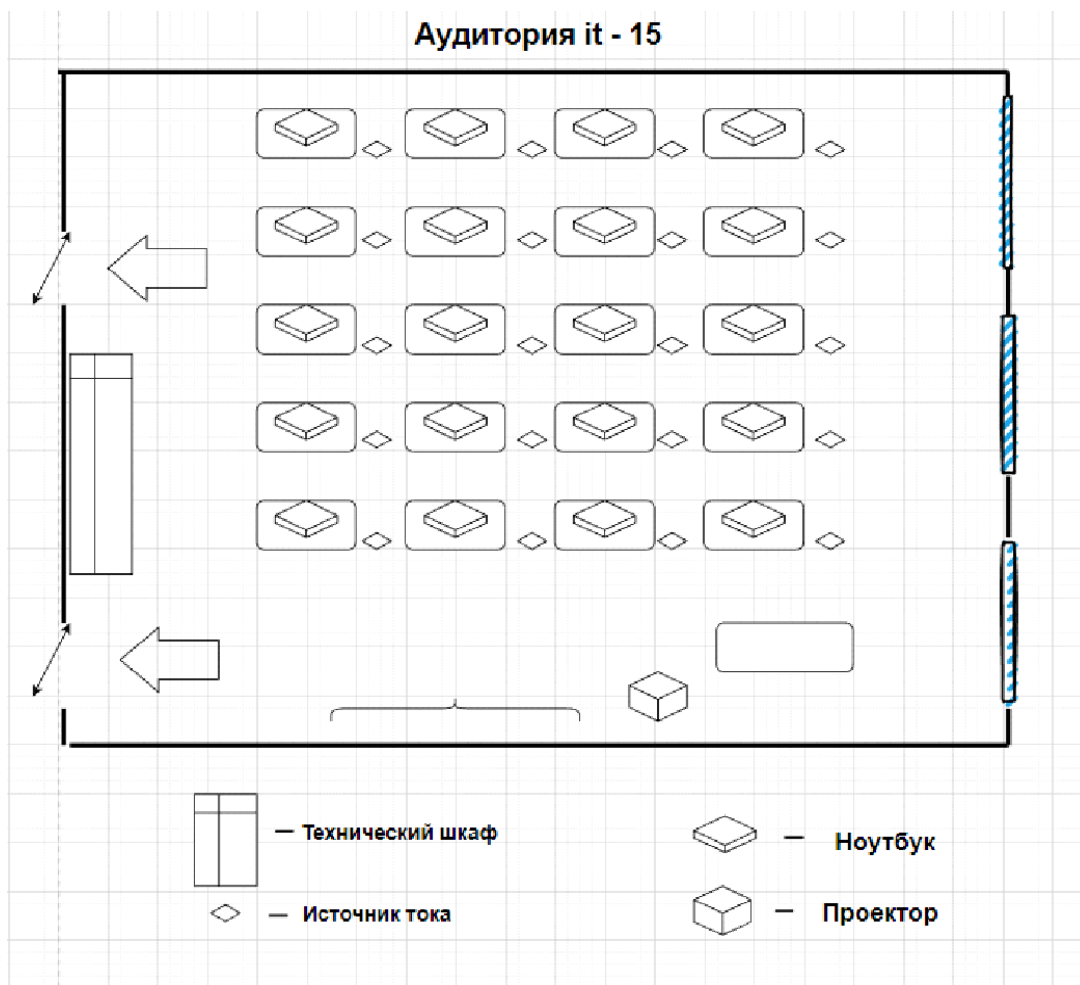 Аудитория it - 15
— Технический шкаф
— Ноутбук
— Источник тока
— Проектор